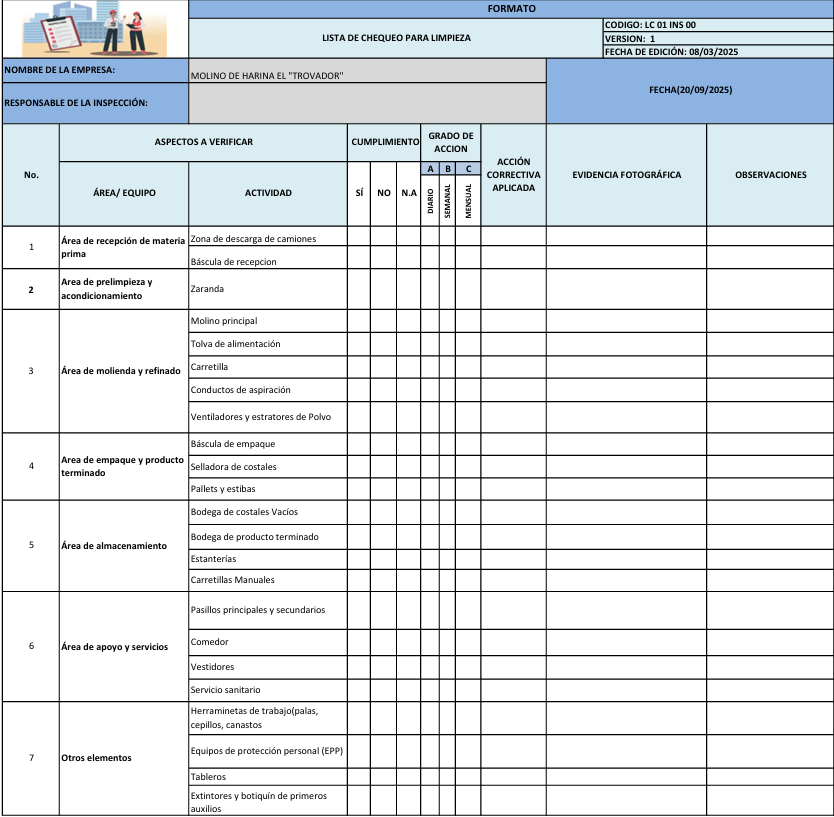 FORMATO
LISTA DE CHEQUEO PARA LIMPIEZA
CODIGO: LC 01 INS 00
VERSION: 1
FECHA DE EDICIÓN: 08/03/2025
NOMBRE DE LA EMPRESA:
MOLINO DE HARINA EL "TROVADOR"
RESPONSABLE DE LA INSPECCIÓN:
FECHA(20/09/2025)
No.
ASPECTOS A VERIFICAR
CUMPLIMIENTO
GRADO DE
ACCION
ACCIÓN
CORRECTIVA
APLICADA
EVIDENCIA FOTOGRÁFICA
OBSERVACIONES
ÁREA/ EQUIPO
ACTIVIDAD
SÍ
NO
N.A
A
B
C
DIARIO
SEMANAL
MENSUAL
1
Área de recepción de materia
prima
Zona de descarga de camiones
Báscula de recepcion
2
Area de prelimpieza y
acondicionamiento
Zaranda
3
Área de molienda y refinado
Molino principal
Tolva de alimentación
Carretilla
Conductos de aspiración
Ventiladores y estratores de Polvo
4
Area de empaque y producto
terminado
Báscula de empaque
Selladora de costales
Pallets y estibas
5
Área de almacenamiento
Bodega de costales Vacíos
Bodega de producto terminado
Estanterías
Carretillas Manuales
6
Área de apoyo y servicios
Pasillos principales y secundarios
Comedor
Vestidores
Servicio sanitario
7
Otros elementos
Herraminetas de trabajo(palas,
cepillos, canastos
Equipos de protección personal (EPP)
Tableros
Extintores y botiquín de primeros
auxilios